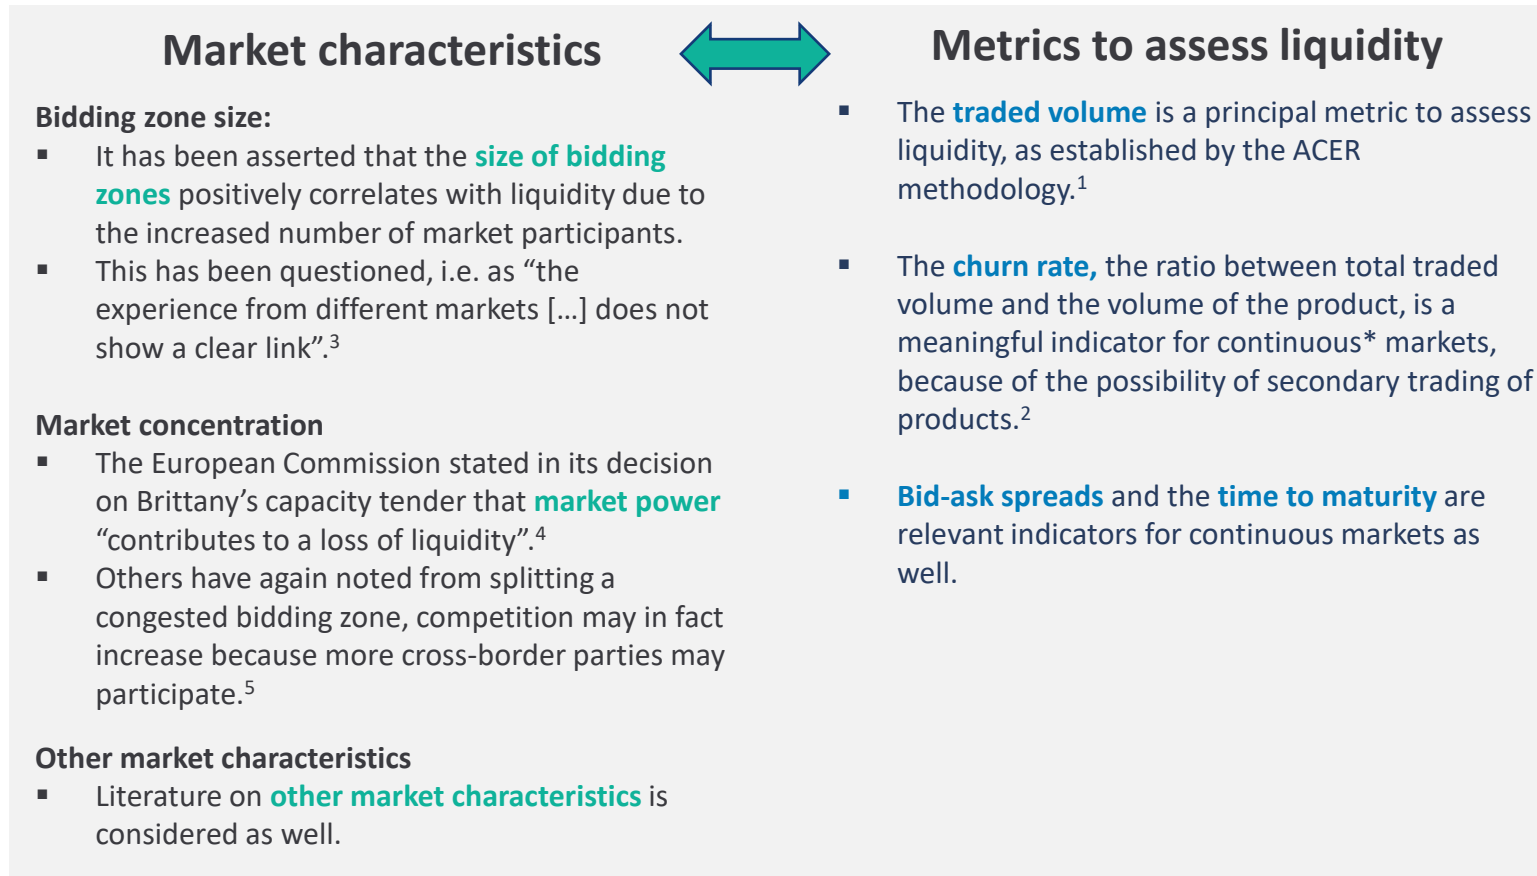 Market characteristics
Bidding zone size:
▪ It has been asserted that the size of bidding
zones positively correlates with liquidity due to
the increased number of market participants.
▪ This has been questioned, i.e. as “the
experience from different markets […] does not
show a clear link”.3
Market concentration
▪ The European Commission stated in its decision
on Brittany’s capacity tender that market power
“contributes to a loss of liquidity”.4
▪ Others have again noted from splitting a
congested bidding zone, competition may in fact
increase because more cross-border parties may
participate.5
Other market characteristics
▪ Literature on other market characteristics is
considered as well.
Metrics to assess liquidity
▪ The traded volume is a principal metric to assess
liquidity, as established by the ACER
methodology.1
▪ The churn rate, the ratio between total traded
volume and the volume of the product, is a
meaningful indicator for continuous* markets,
because of the possibility of secondary trading of
products.2
▪ Bid-ask spreads and the time to maturity are
relevant indicators for continuous markets as
well.